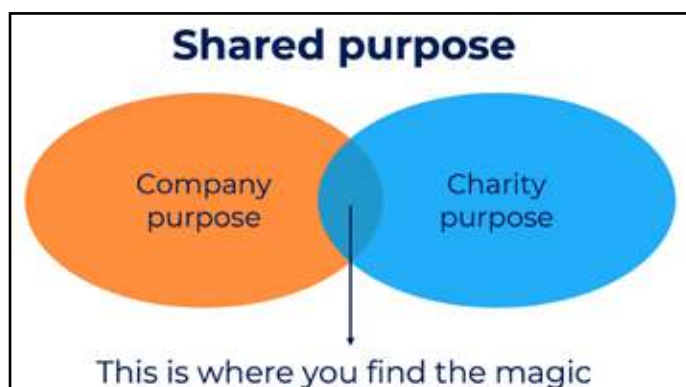 Shared purpose
Company
purpose
Charity
purpose
This is where you find the magic